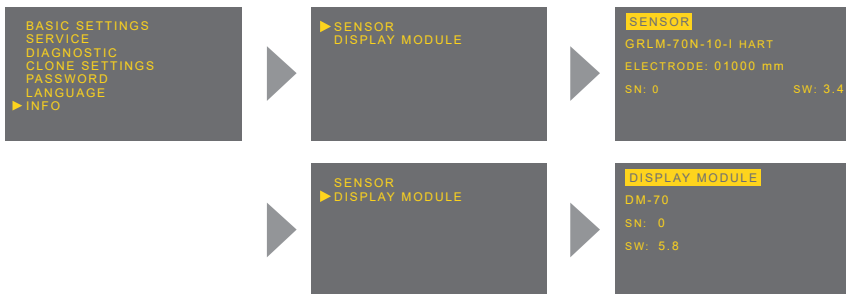 BASIC SETTINGS
SERVICE
DIAGNOSTIC
CLONE SETTINGS
PASSWORD
LANGUAGE
INFO
SENSOR
DISPLAY MODULE
SENSOR
GRLM-70N-10-I HART
ELECTRODE: 01000 mm
SN: 0 SW: 3.4
SENSOR
DISPLAY MODULE
DISPLAY MODULE
DM-70
SN: 0
SW: 5.8